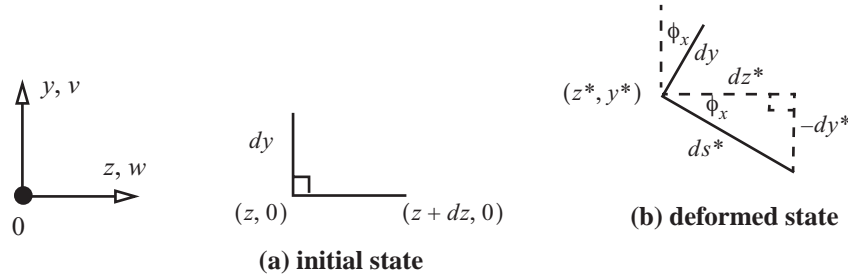 y, v
z, w
0
dy
(z, 0)
(z + dz, 0)
(a) initial state
ϕx
dy
dz*
(z*, y*)
ϕx
–dy*
ds*
(b) deformed state